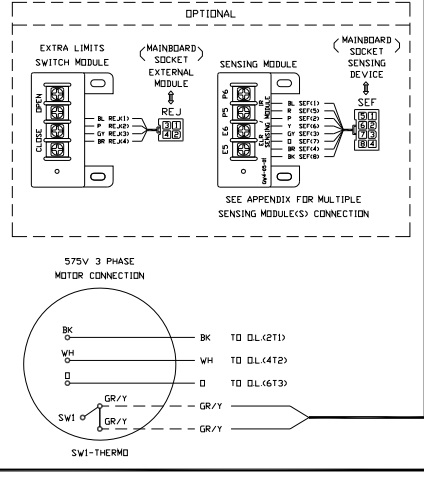 OPTIONAL
EXTRA LIMITS
SWITCH MODULE
OPEN
CLOSE
BL REJ(1)
P REJ(2)
GY REJ(3)
BR REJ(4)
(MAINBOARD)
SOCKET
EXTERNAL
MODULE
REJ
3 1
4 2
SENSING MODULE
P6
P5
E6
E5
ELR / IR
SENSING MODULE
BL SEF(1)
R SEF(5)
P SEF(2)
Y SEF(6)
GY SEF(3)
O SEF(7)
BR SEF(4)
BK SEF(8)
(MAINBOARD)
SOCKET
SENSING
DEVICE
SEF
5 1
6 2
7 3
8 4
SEE APPENDIX FOR MULTIPLE
SENSING MODULE(S) CONNECTION
575V 3 PHASE
MOTOR CONNECTION
BK
BK TO O.L.(2T1)
WH
WH TO O.L.(4T2)
O
O TO O.L.(6T3)
GR/Y
GR/Y
SW1
GR/Y
GR/Y
SW1-THERMO